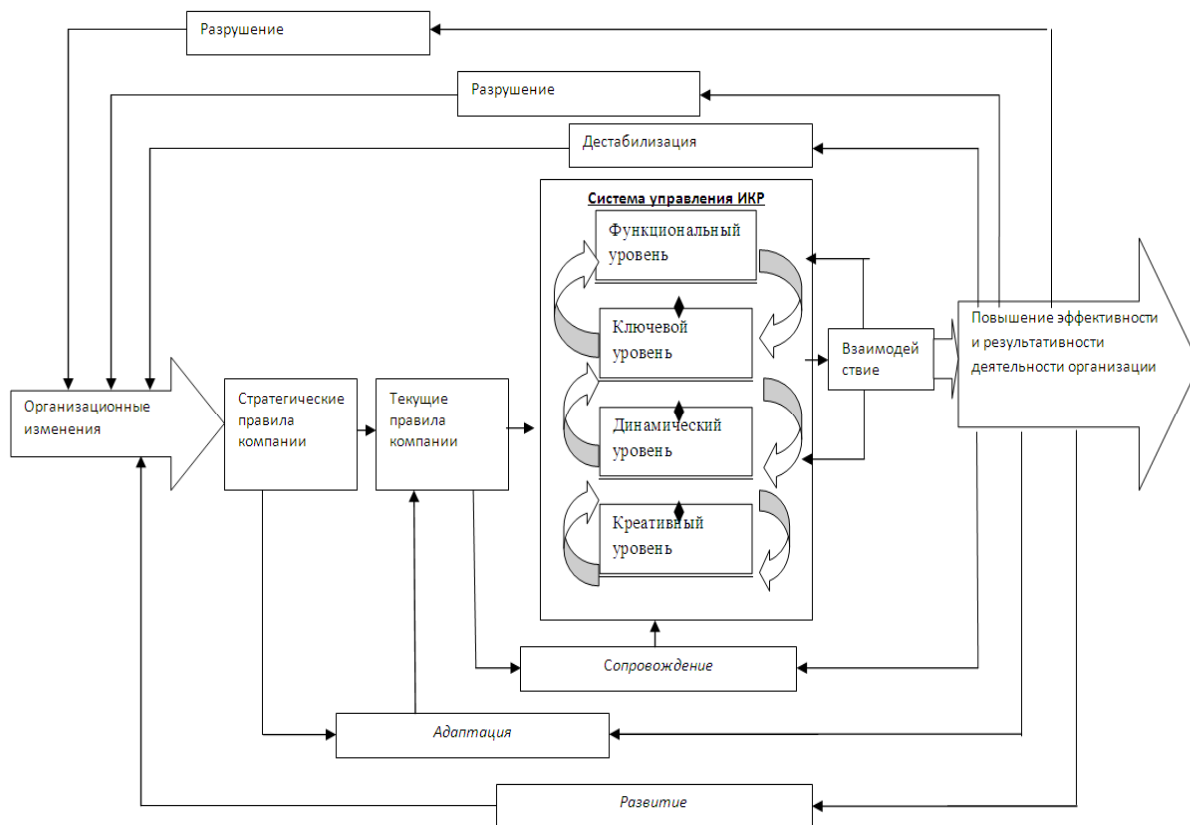 Разрушение
Разрушение
Дестабилизация
Система управления ИКР
Функциональный
уровень
Ключевой
уровень
Динамический
уровень
Креативный
уровень
Взаимодей
ствие
Повышение эффективности
и результативности
деятельности организации
Организационные
изменения
Стратегические
правила
компании
Текущие
правила
компании
Сопровождение
Адаптация
Развитие